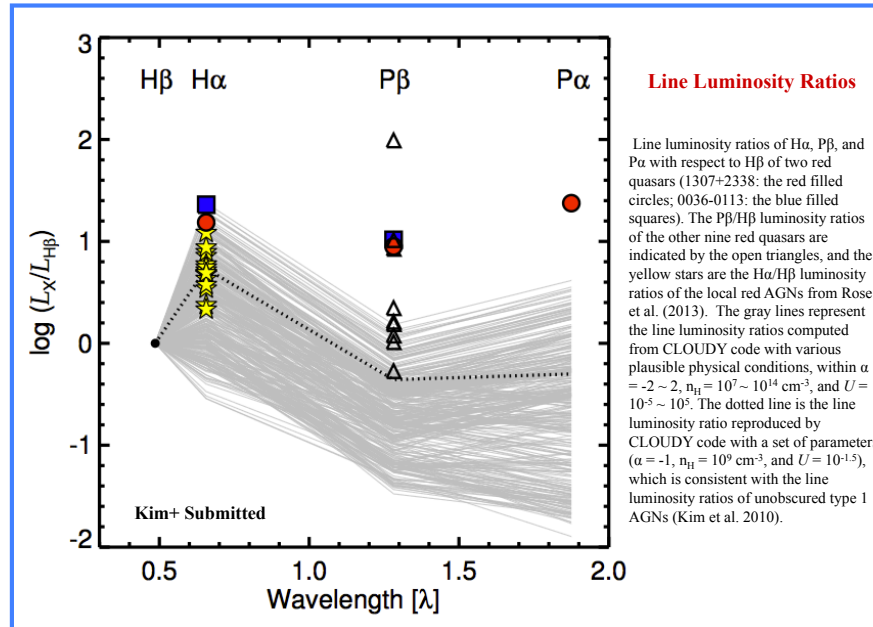 3
Hβ Hα Pβ Pα
2
1
0
-1
-2
log (L_X/L_Hβ)
Kim+ Submitted
0.5 1.0 1.5 2.0
Wavelength [λ]
Line Luminosity Ratios
Line luminosity ratios of Hα, Pβ, and
Pα with respect to Hβ of two red
quasars (1307+2338: the red filled
circles; 0036-0113: the blue filled
squares). The Pβ/Hβ luminosity ratios
of the other nine red quasars are
indicated by the open triangles, and the
yellow stars are the Hα/Hβ luminosity
ratios of the local red AGNs from Rose
et al. (2013). The gray lines represent
the line luminosity ratios computed
from CLOUDY code with various
plausible physical conditions, within α
= -2 ~ 2, n_H = 10⁷ ~ 10¹⁴ cm⁻³, and U =
10⁻⁵ ~ 10⁵. The dotted line is the line
luminosity ratio reproduced by
CLOUDY code with a set of parameter
(α = -1, n_H = 10⁹ cm⁻³, and U = 10⁻¹·⁵),
which is consistent with the line
luminosity ratios of unobscured type 1
AGNs (Kim et al. 2010).